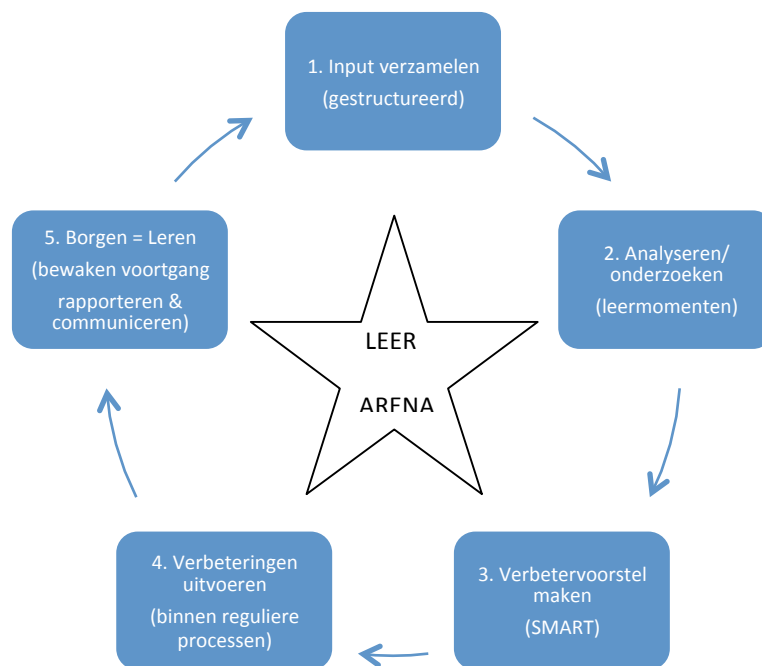 1. Input verzamelen
(gestructureerd)
2. Analyseren/
onderzoeken
(leermomenten)
3. Verbetervoorstel
maken
(SMART)
4. Verbeteringen
uitvoeren
(binnen reguliere
processen)
5. Borgen = Leren
(bewaken voortgang
rapporteren &
communiceren)
LEER
ARENA